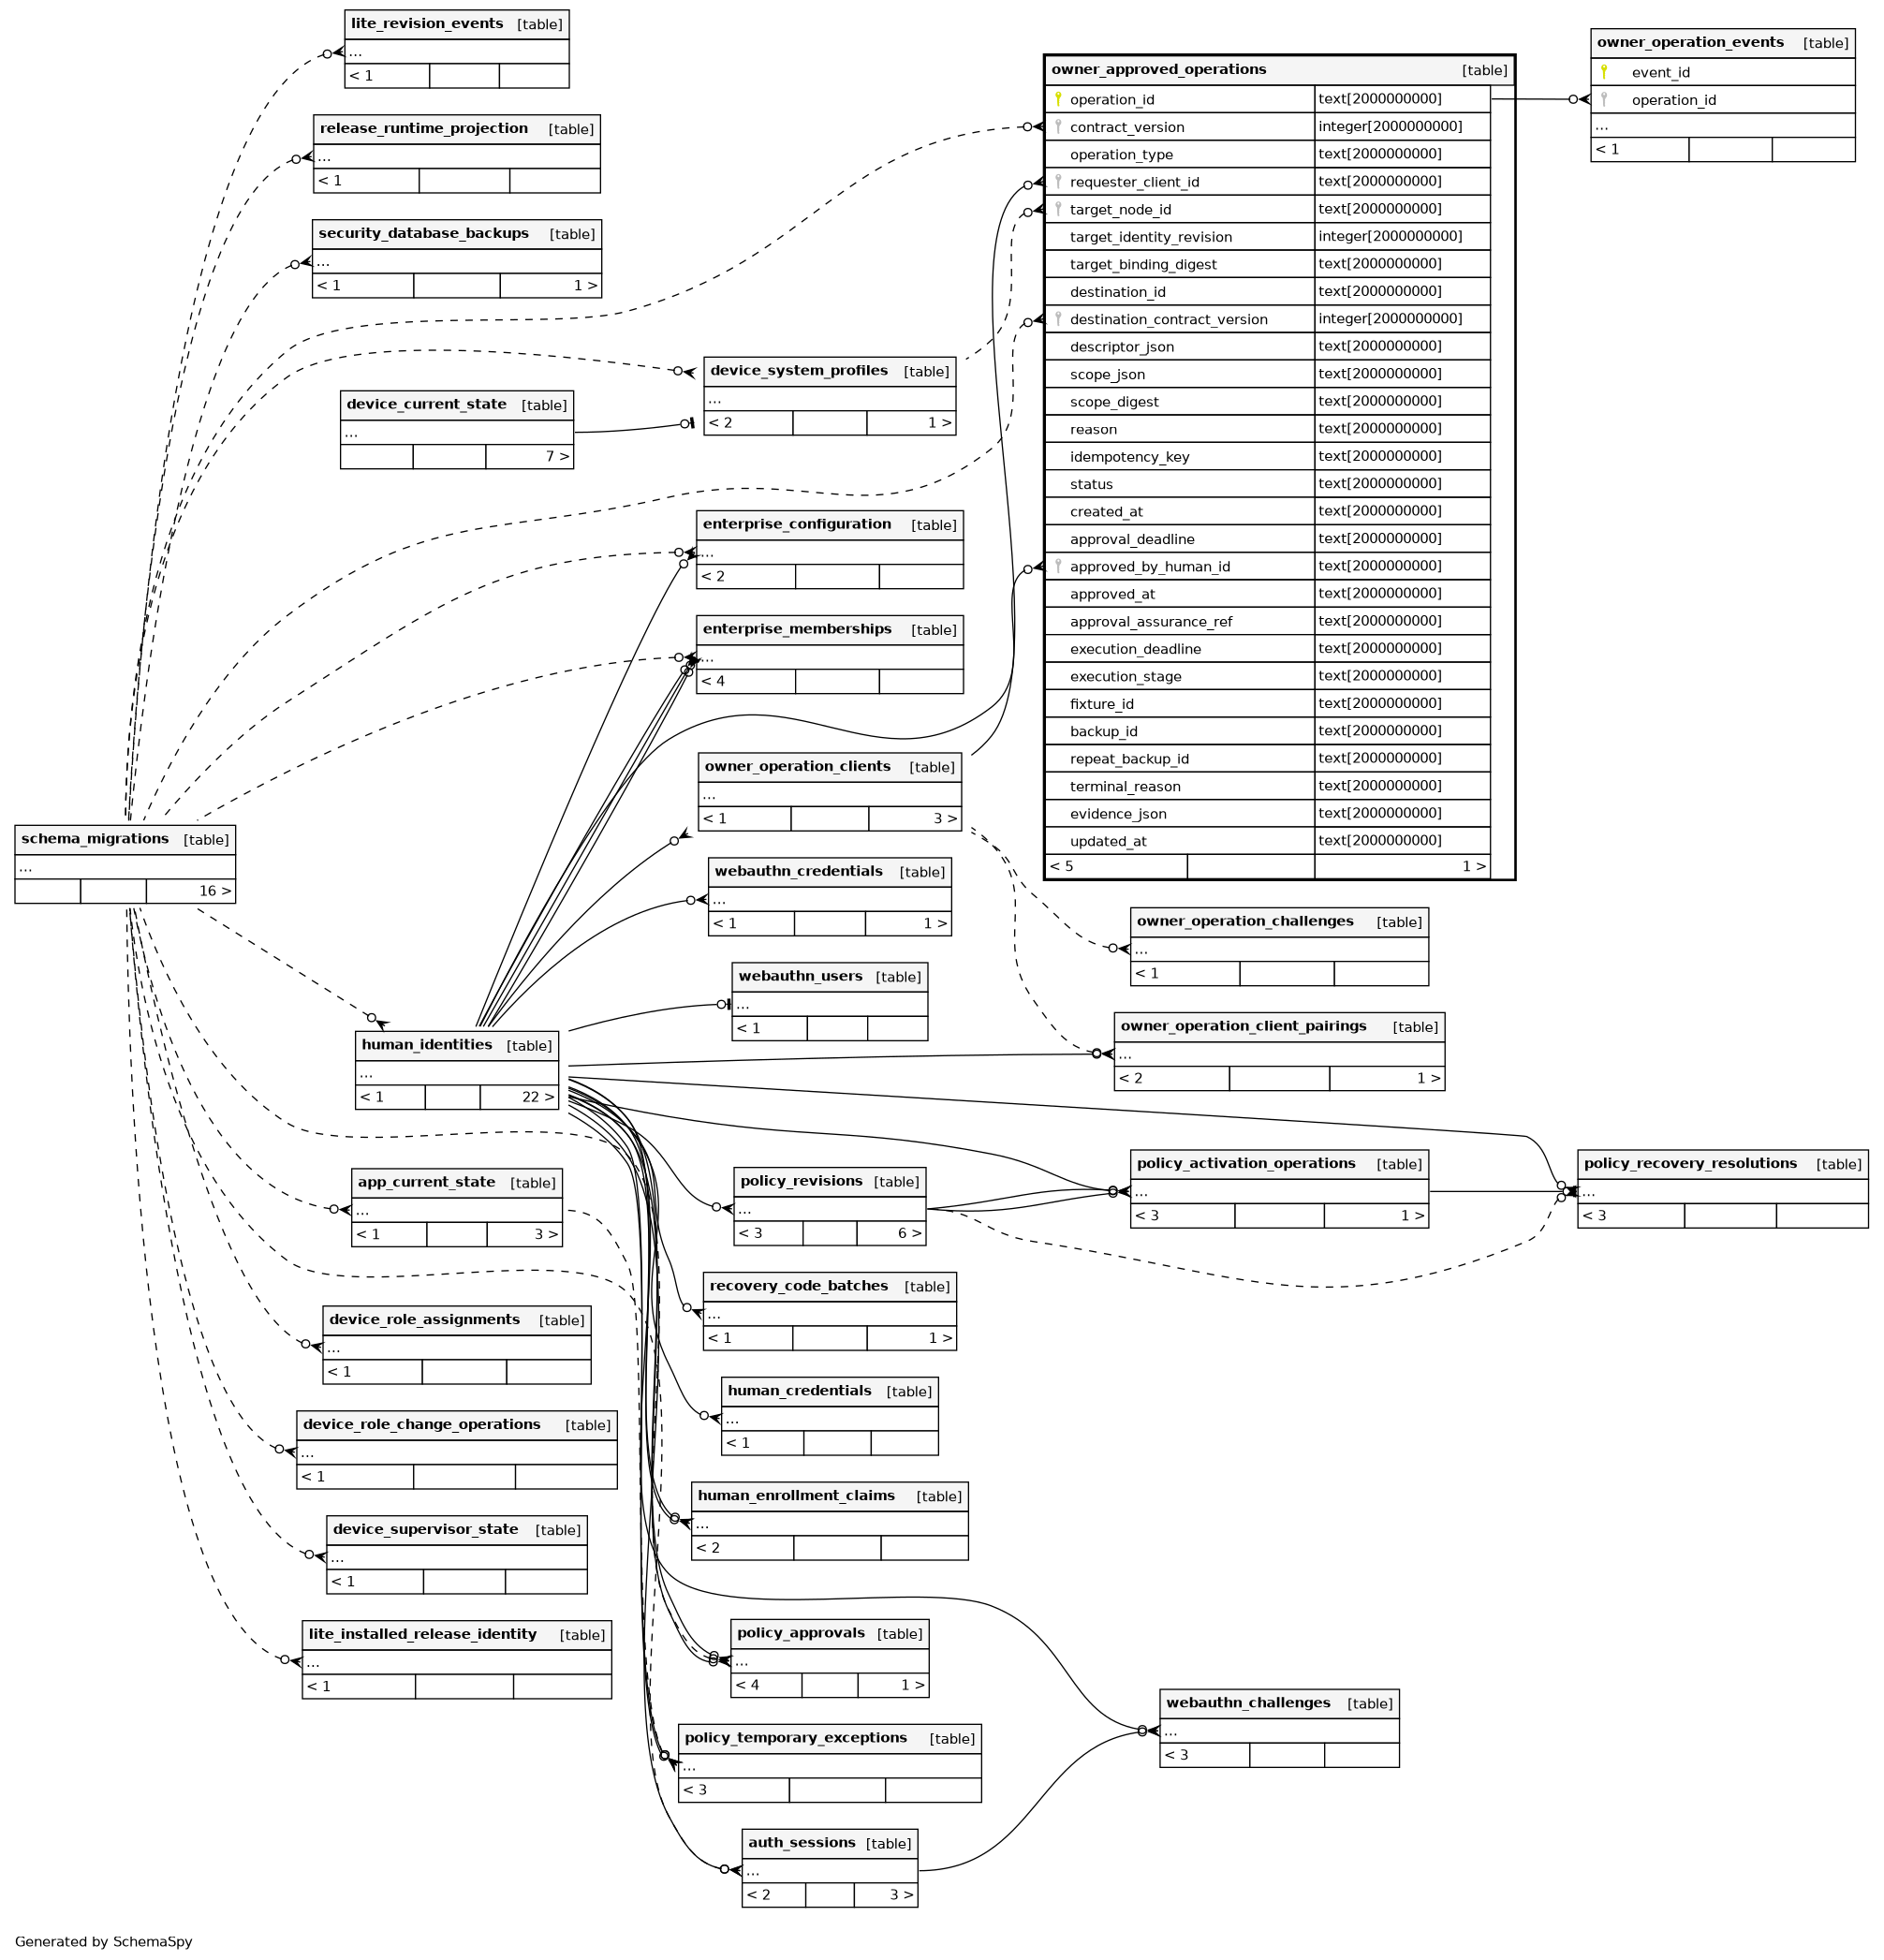 lite_revision_events [table]
...
< 1
release_runtime_projection [table]
...
< 1
security_database_backups [table]
...
< 1 1 >
owner_approved_operations [table]
operation_id text[2000000000]
contract_version integer[2000000000]
operation_type text[2000000000]
requester_client_id text[2000000000]
target_node_id text[2000000000]
target_identity_revision integer[2000000000]
target_binding_digest text[2000000000]
destination_id text[2000000000]
destination_contract_version integer[2000000000]
descriptor_json text[2000000000]
scope_json text[2000000000]
scope_digest text[2000000000]
reason text[2000000000]
idempotency_key text[2000000000]
status text[2000000000]
created_at text[2000000000]
approval_deadline text[2000000000]
approved_by_human_id text[2000000000]
approved_at text[2000000000]
approval_assurance_ref text[2000000000]
execution_deadline text[2000000000]
execution_stage text[2000000000]
fixture_id text[2000000000]
backup_id text[2000000000]
repeat_backup_id text[2000000000]
terminal_reason text[2000000000]
evidence_json text[2000000000]
updated_at text[2000000000]
< 5 1 >
owner_operation_events [table]
event_id
operation_id
...
< 1
device_system_profiles [table]
...
< 2 1 >
device_current_state [table]
...
7 >
enterprise_configuration [table]
...
< 2
enterprise_memberships [table]
...
< 4
owner_operation_clients [table]
...
< 1 3 >
schema_migrations [table]
...
16 >
webauthn_credentials [table]
...
< 1 1 >
owner_operation_challenges [table]
...
< 1
webauthn_users [table]
...
< 1
owner_operation_client_pairings [table]
...
< 2 1 >
human_identities [table]
...
< 1 22 >
policy_activation_operations [table]
...
< 3 1 >
policy_recovery_resolutions [table]
...
< 3
app_current_state [table]
...
< 1 3 >
policy_revisions [table]
...
< 3 6 >
recovery_code_batches [table]
...
< 1 1 >
device_role_assignments [table]
...
< 1
human_credentials [table]
...
< 1
device_role_change_operations [table]
...
< 1
human_enrollment_claims [table]
...
< 2
device_supervisor_state [table]
...
< 1
lite_installed_release_identity [table]
...
< 1
policy_approvals [table]
...
< 4 1 >
webauthn_challenges [table]
...
< 3
policy_temporary_exceptions [table]
...
< 3
auth_sessions [table]
...
< 2 3 >
Generated by SchemaSpy